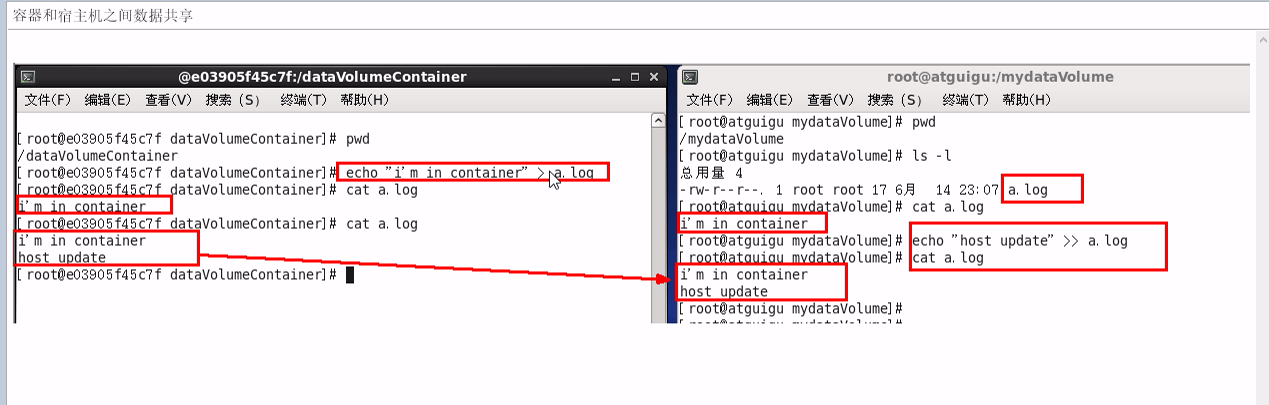 容器和宿主机之间数据共享
@e03905f45c7f:/dataVolumeContainer
文件(F) 编辑(E) 查看(V) 搜索 (S) 终端(T) 帮助(H)
[root@e03905f45c7f dataVolumeContainer]# pwd
/dataVolumeContainer
[root@e03905f45c7f dataVolumeContainer]# echo "i'm in container" > a.log
[root@e03905f45c7f dataVolumeContainer]# cat a.log
i'm in container
[root@e03905f45c7f dataVolumeContainer]# cat a.log
i'm in container
host update
[root@e03905f45c7f dataVolumeContainer]#
root@atguigu:/mydataVolume
文件(F) 编辑(E) 查看(V) 搜索 (S) 终端(T) 帮助(H)
[root@atguigu mydataVolume]# pwd
/mydataVolume
[root@atguigu mydataVolume]# ls -l
总用量 4
-rw-r--r--. 1 root root 17 6月 14 23:07 a.log
[root@atguigu mydataVolume]# cat a.log
i'm in container
[root@atguigu mydataVolume]# echo "host update" >> a.log
[root@atguigu mydataVolume]# cat a.log
i'm in container
host update
[root@atguigu mydataVolume]#
[root@atguigu mydataVolume]#